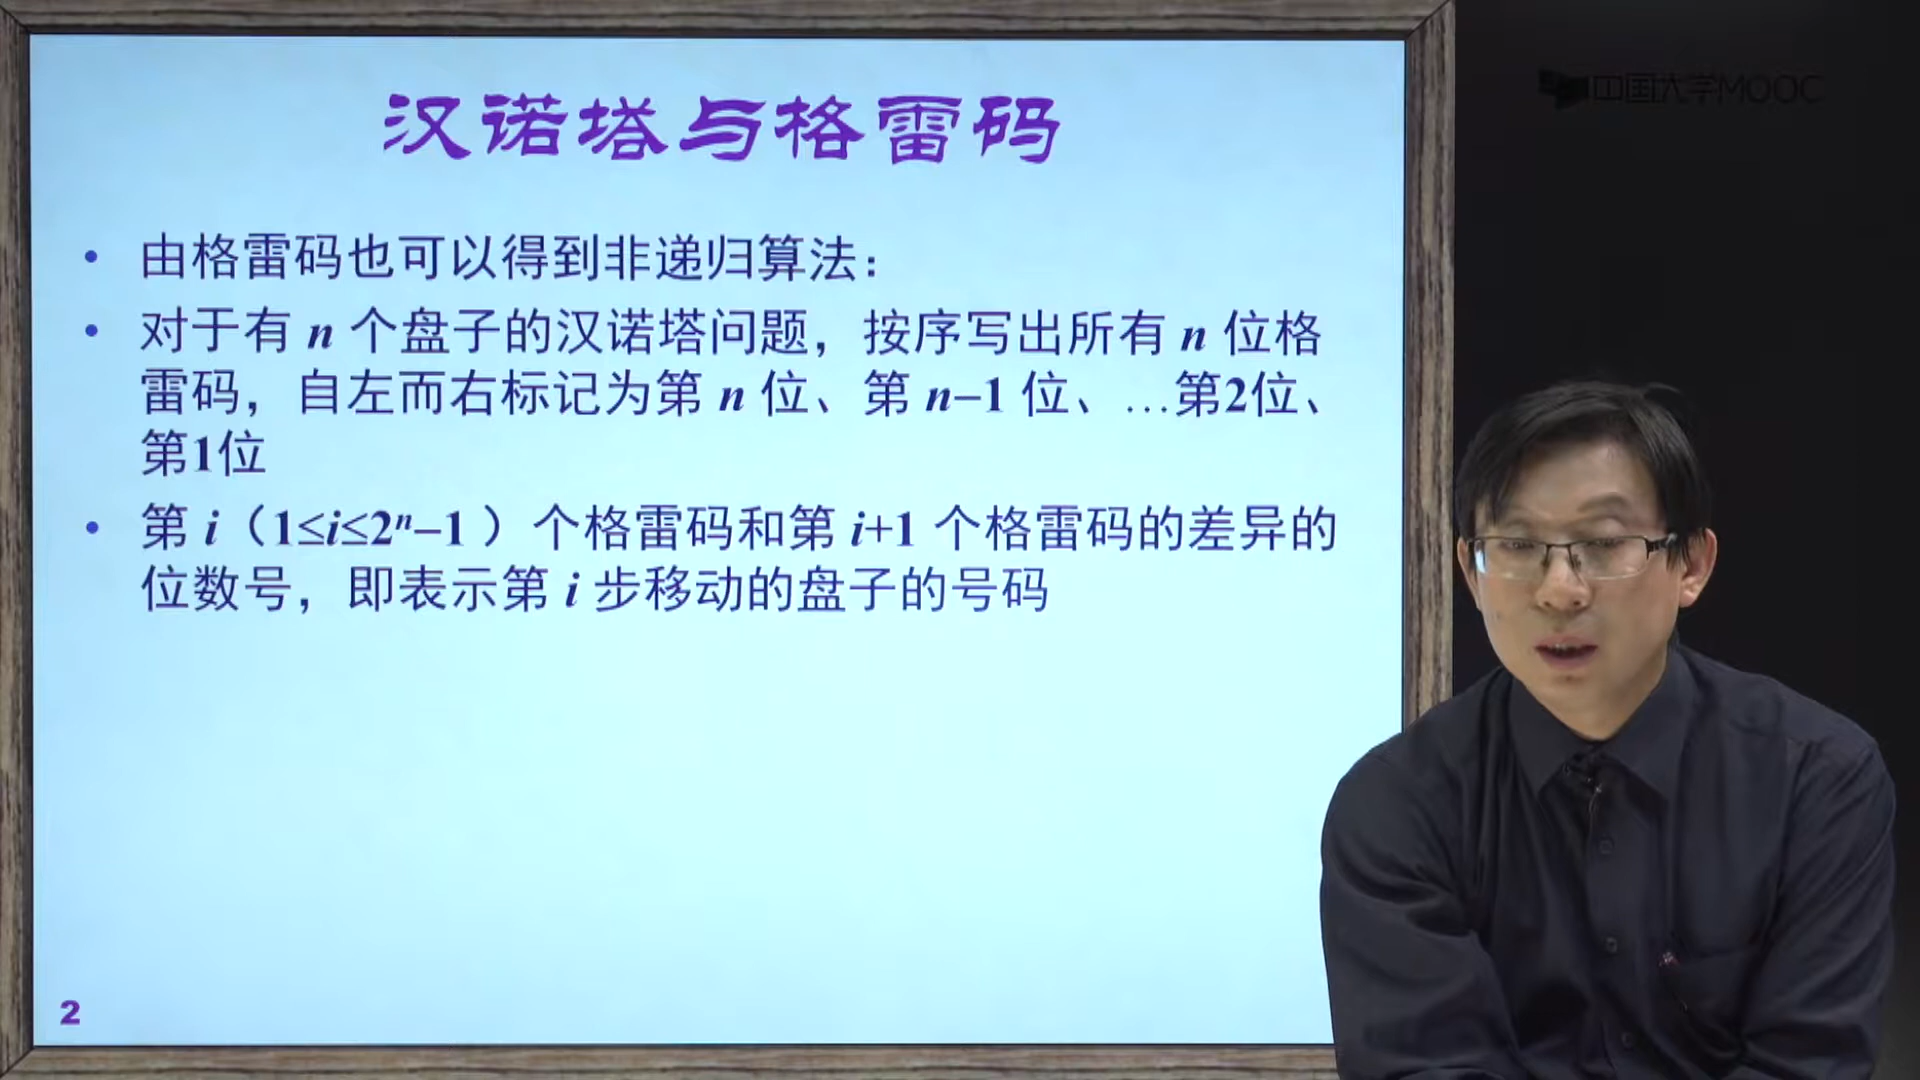 中国大学MOOC
汉诺塔与格雷码
• 由格雷码也可以得到非递归算法：
• 对于有 n 个盘子的汉诺塔问题，按序写出所有 n 位格
雷码，自左而右标记为第 n 位、第 n–1 位、…第2位、
第1位
• 第 i（1≤i≤2ⁿ–1 ）个格雷码和第 i+1 个格雷码的差异的
位数号，即表示第 i 步移动的盘子的号码
2